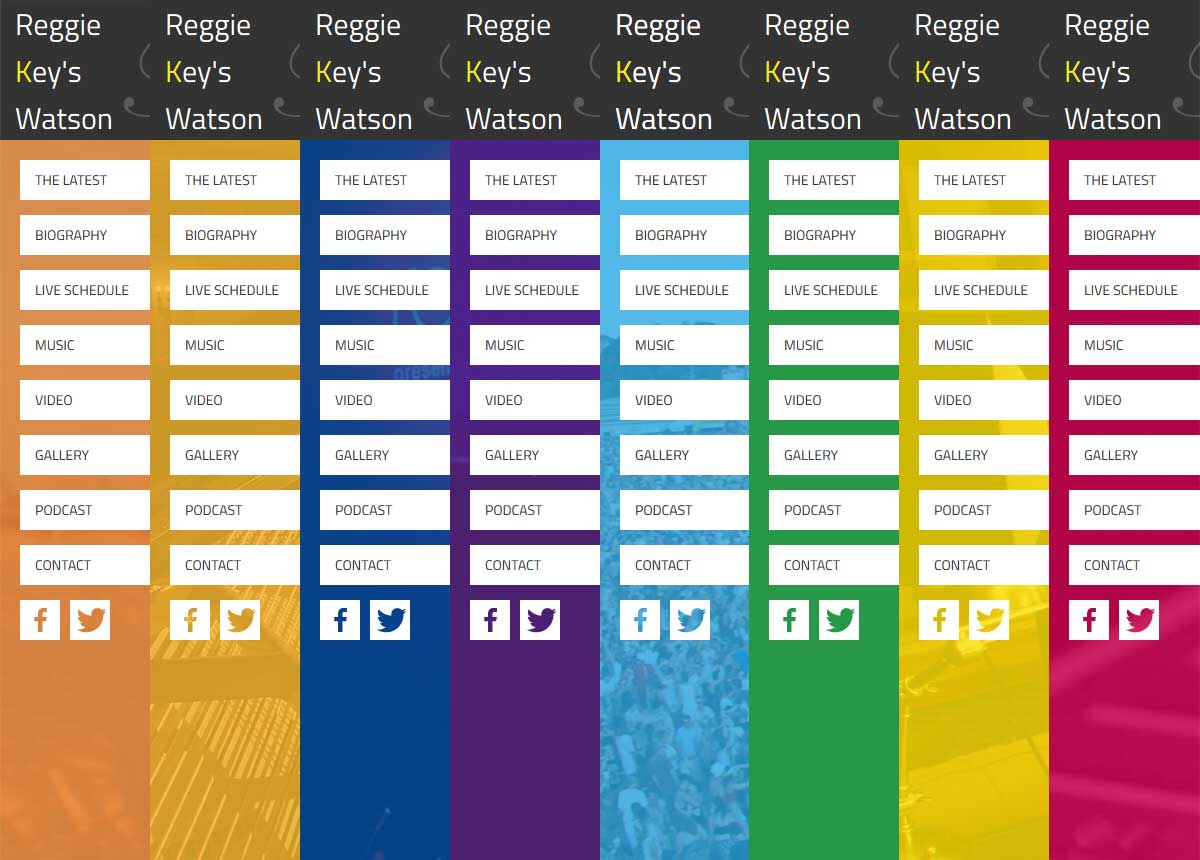 Reggie Reggie Reggie Reggie Reggie Reggie Reggie Reggie
Key's Key's Key's Key's Key's Key's Key's Key's
Watson Watson Watson Watson Watson Watson Watson Watson
THE LATEST THE LATEST THE LATEST THE LATEST THE LATEST THE LATEST THE LATEST THE LATEST
BIOGRAPHY BIOGRAPHY BIOGRAPHY BIOGRAPHY BIOGRAPHY BIOGRAPHY BIOGRAPHY BIOGRAPHY
LIVE SCHEDULE LIVE SCHEDULE LIVE SCHEDULE LIVE SCHEDULE LIVE SCHEDULE LIVE SCHEDULE LIVE SCHEDULE LIVE SCHEDULE
MUSIC MUSIC MUSIC MUSIC MUSIC MUSIC MUSIC MUSIC
presen
VIDEO VIDEO VIDEO VIDEO VIDEO VIDEO VIDEO VIDEO
GALLERY GALLERY GALLERY GALLERY GALLERY GALLERY GALLERY GALLERY
PODCAST PODCAST PODCAST PODCAST PODCAST PODCAST PODCAST PODCAST
CONTACT CONTACT CONTACT CONTACT CONTACT CONTACT CONTACT CONTACT